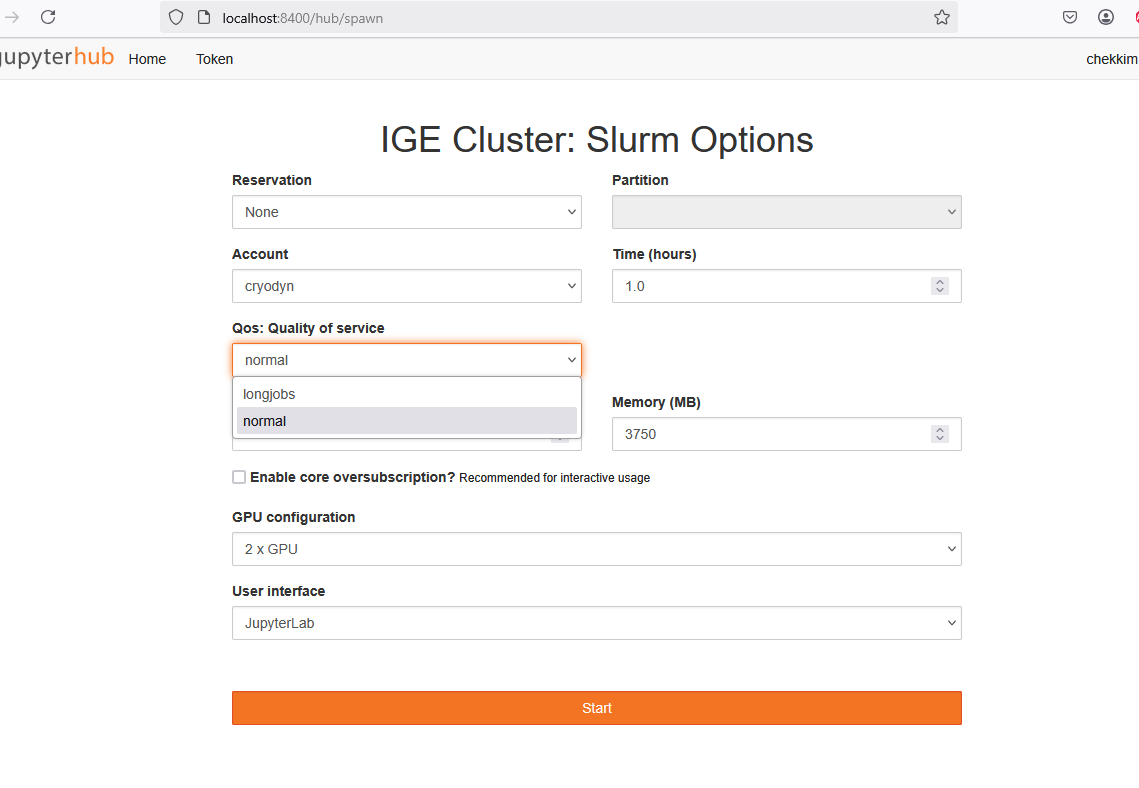 localhost:8400/hub/spawn
jupyterhub Home Token chekkim
IGE Cluster: Slurm Options
Reservation Partition
None
Account Time (hours)
cryodyn 1.0
Qos: Quality of service
normal
longjobs
Memory (MB)
normal
3750
Enable core oversubscription? Recommended for interactive usage
GPU configuration
2 x GPU
User interface
JupyterLab
Start